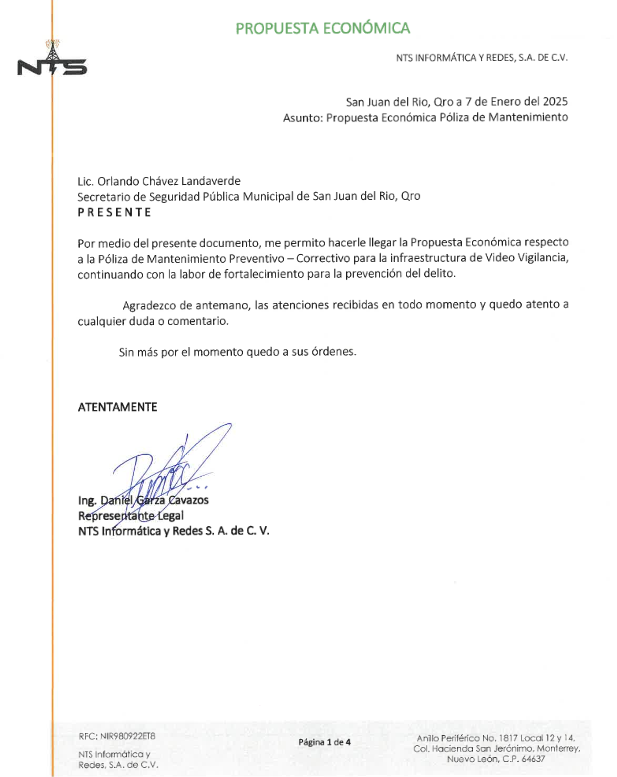 PROPUESTA ECONÓMICA
NTS
NTS INFORMÁTICA Y REDES, S.A. DE C.V.
San Juan del Rio, Qro a 7 de Enero del 2025
Asunto: Propuesta Económica Póliza de Mantenimiento
Lic. Orlando Chávez Landaverde
Secretario de Seguridad Pública Municipal de San Juan del Rio, Qro
P R E S E N T E
Por medio del presente documento, me permito hacerle llegar la Propuesta Económica respecto
a la Póliza de Mantenimiento Preventivo – Correctivo para la infraestructura de Video Vigilancia,
continuando con la labor de fortalecimiento para la prevención del delito.
Agradezco de antemano, las atenciones recibidas en todo momento y quedo atento a
cualquier duda o comentario.
Sin más por el momento quedo a sus órdenes.
ATENTAMENTE
Ing. Daniel Garza Cavazos
Representante Legal
NTS Informática y Redes S. A. de C. V.
RFC: NIR980922ET8
NTS Informática y
Redes, S.A. de C.V.
Página 1 de 4
Anillo Periférico No. 1817 Local 12 y 14,
Col. Hacienda San Jerónimo, Monterrey,
Nuevo León, C.P. 64637